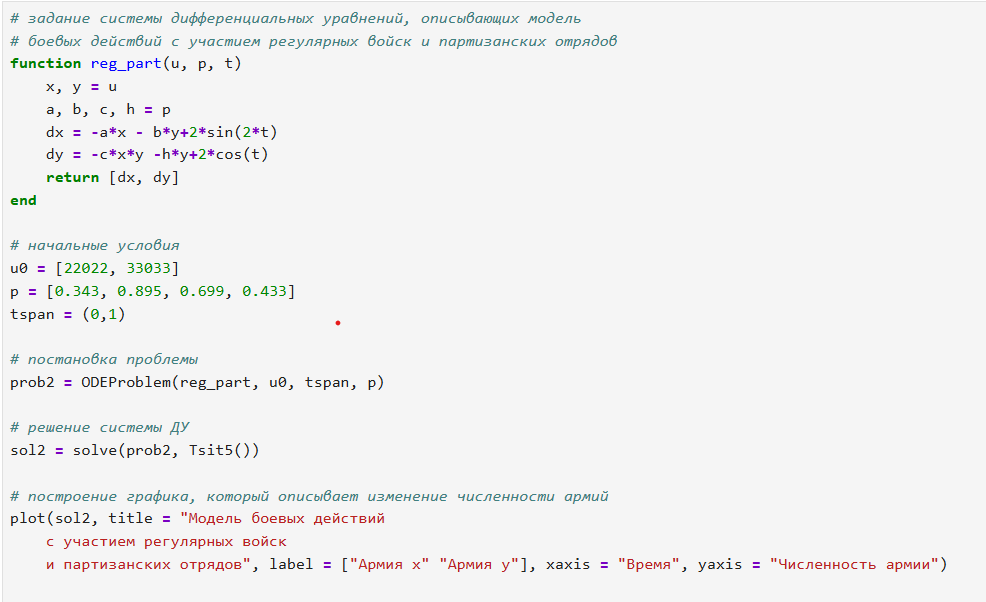 # задание системы дифференциальных уравнений, описывающих модель
# боевых действий с участием регулярных войск и партизанских отрядов
function reg_part(u, p, t)
    x, y = u
    a, b, c, h = p
    dx = -a*x - b*y+2*sin(2*t)
    dy = -c*x*y -h*y+2*cos(t)
    return [dx, dy]
end

# начальные условия
u0 = [22022, 33033]
p = [0.343, 0.895, 0.699, 0.433]
tspan = (0,1)

# постановка проблемы
prob2 = ODEProblem(reg_part, u0, tspan, p)

# решение системы ДУ
sol2 = solve(prob2, Tsit5())

# построение графика, который описывает изменение численности армий
plot(sol2, title = "Модель боевых действий
    с участием регулярных войск
    и партизанских отрядов", label = ["Армия x" "Армия y"], xaxis = "Время", yaxis = "Численность армии")